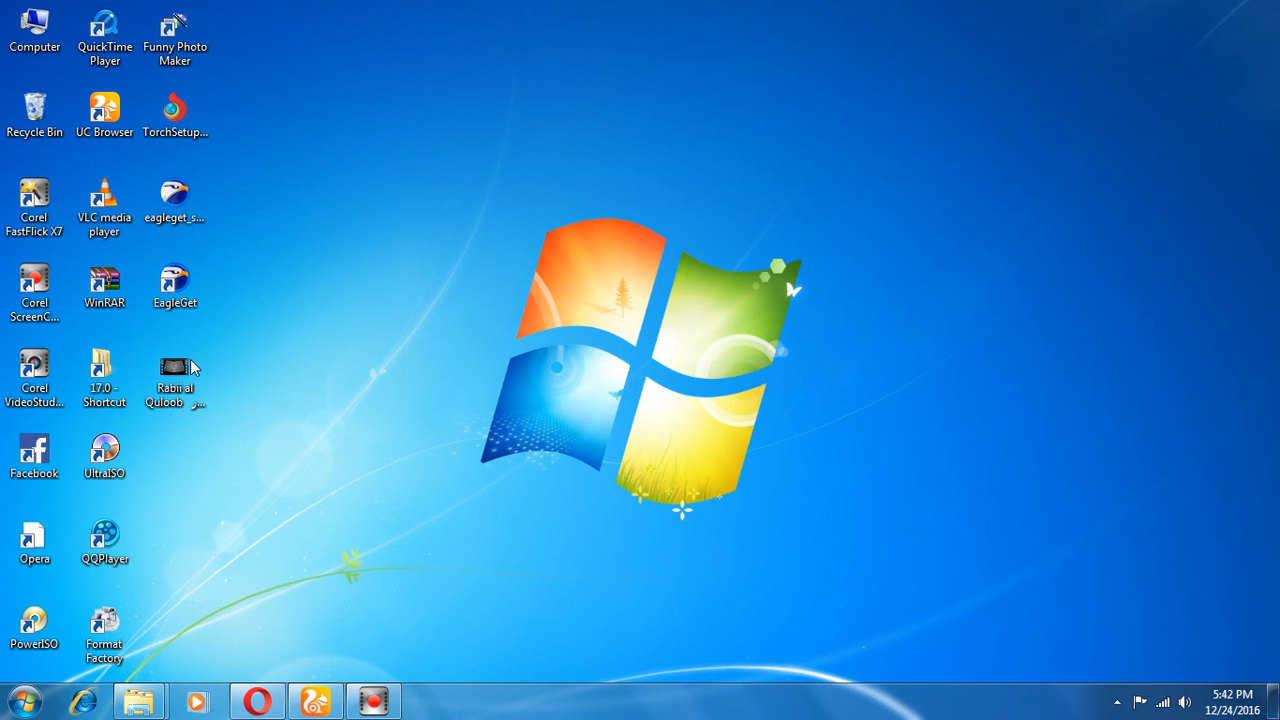 Computer
QuickTime
Player
Funny Photo
Maker
Recycle Bin
UC Browser
TorchSetup...
Corel
FastFlick X7
VLC media
player
eagleget_s...
Corel
ScreenC...
WinRAR
EagleGet
Corel
VideoStud...
17.0 -
Shortcut
Rabii al
Quloob ر...
Facebook
UltraISO
Opera
QQPlayer
PowerISO
Format
Factory
5:42 PM
12/24/2016